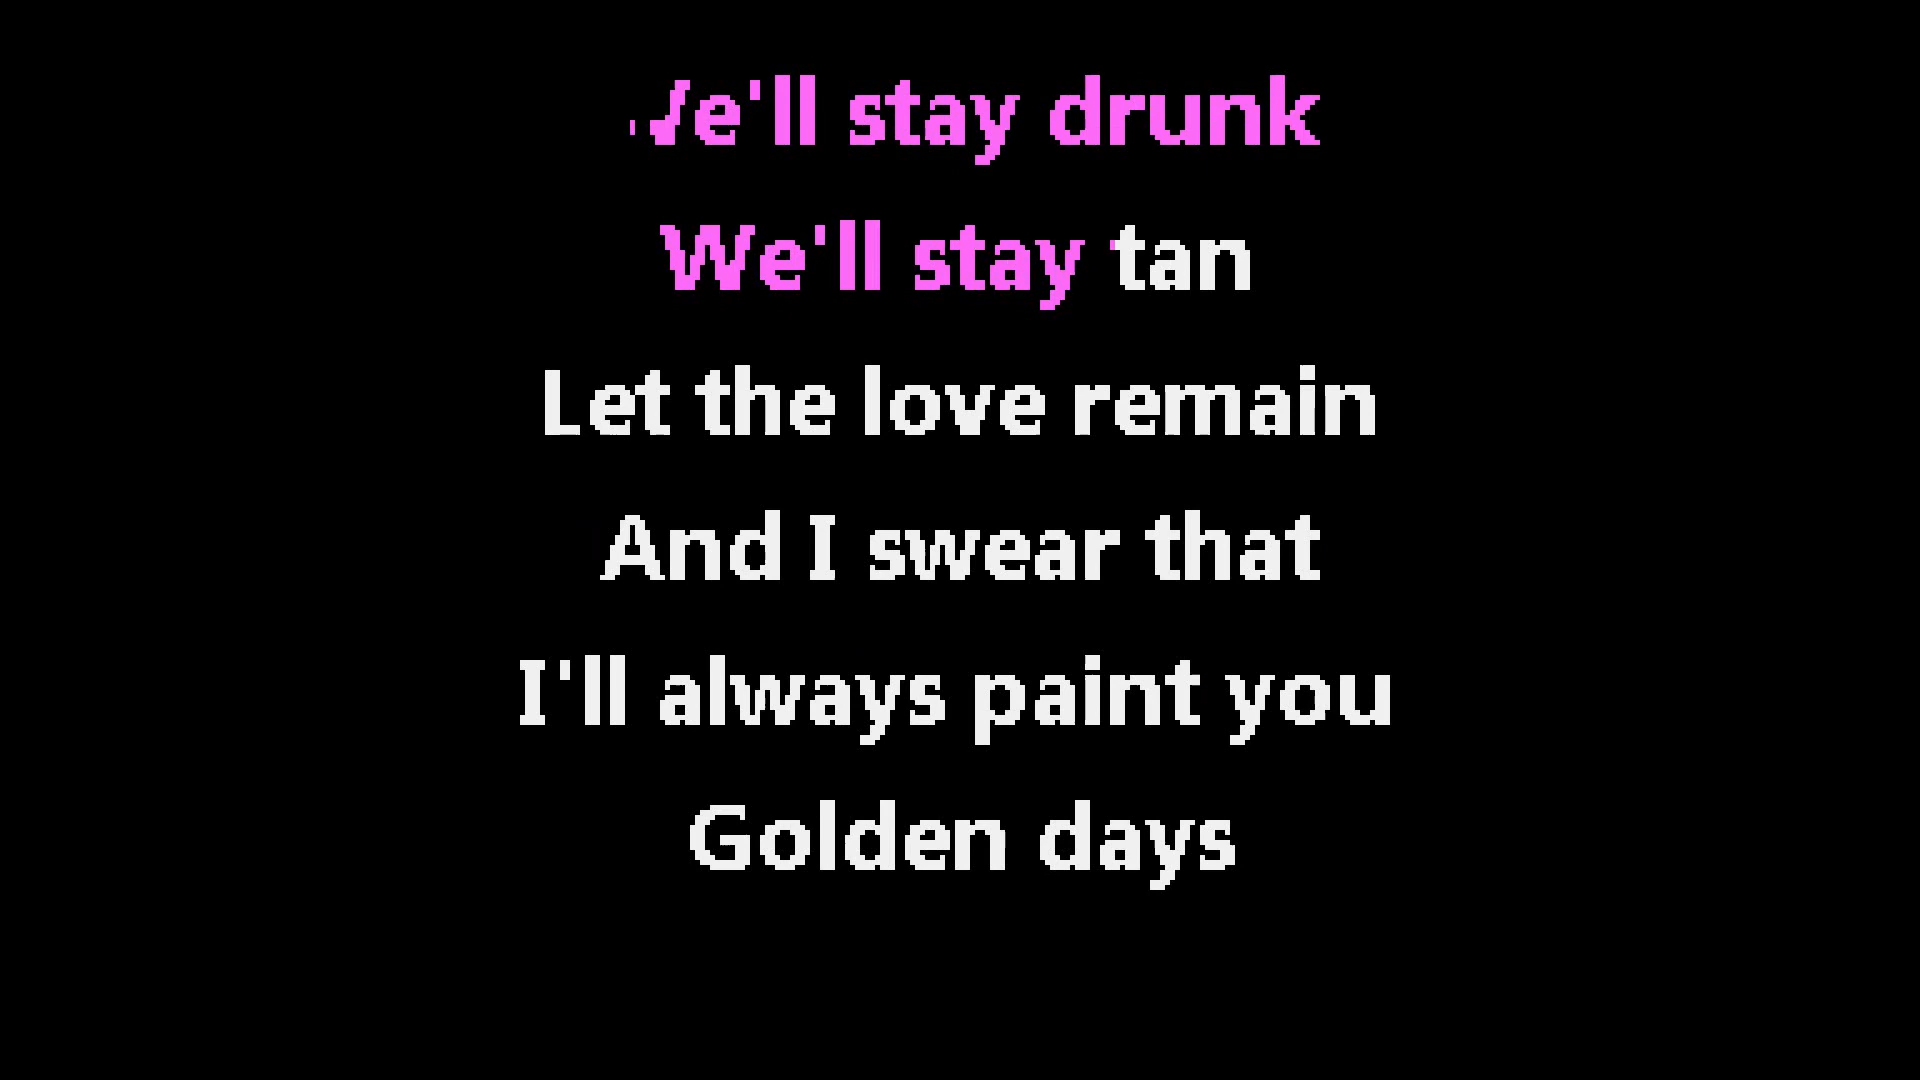 We'll stay drunk
We'll stay tan
Let the love remain
And I swear that
I'll always paint you
Golden days